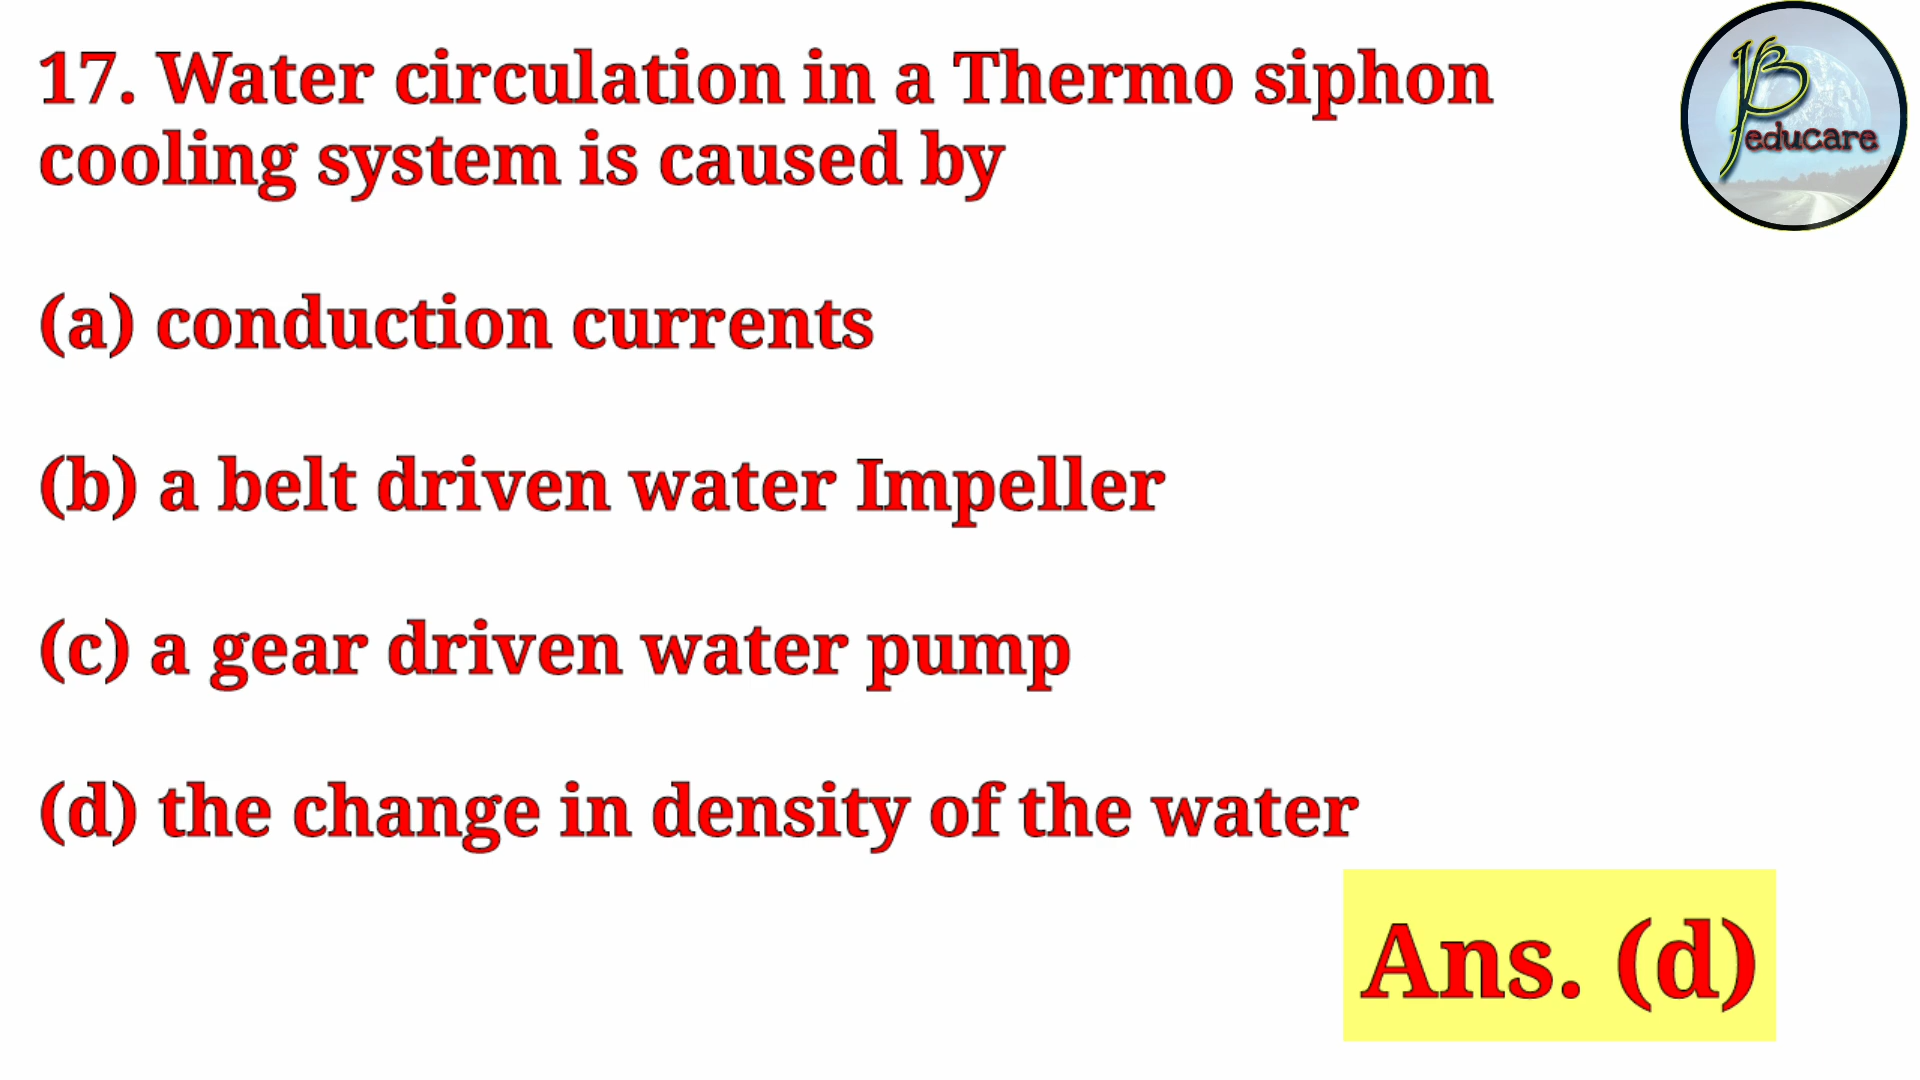 17. Water circulation in a Thermo siphon
cooling system is caused by
(a) conduction currents
(b) a belt driven water Impeller
(c) a gear driven water pump
(d) the change in density of the water
Ans. (d)
educare